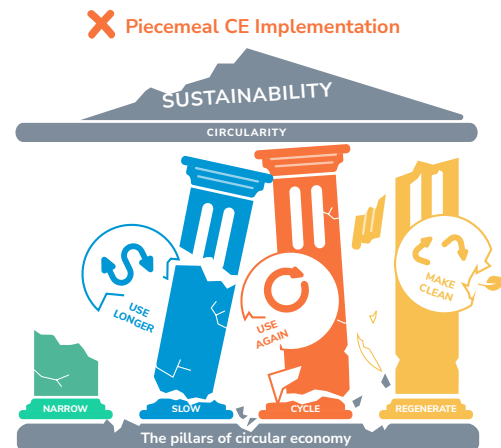 Piecemeal CE Implementation
SUSTAINABILITY
CIRCULARITY
USE
LONGER
USE
AGAIN
MAKE
CLEAN
NARROW
SLOW
CYCLE
REGENERATE
The pillars of circular economy